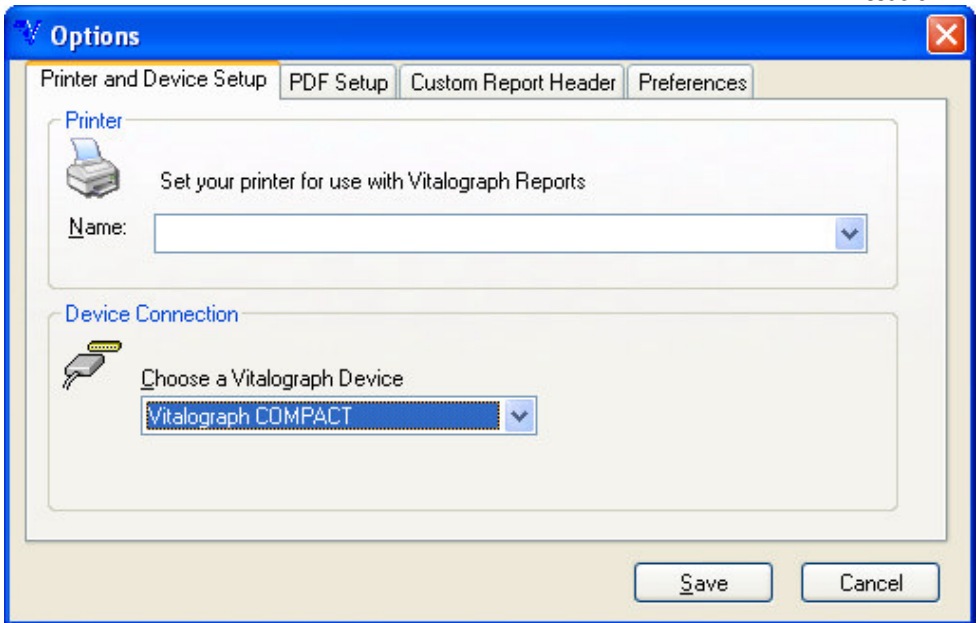 Options
Printer and Device Setup PDF Setup Custom Report Header Preferences
Printer
Set your printer for use with Vitalograph Reports
Name:
Device Connection
Choose a Vitalograph Device
Vitalograph COMPACT
Save Cancel